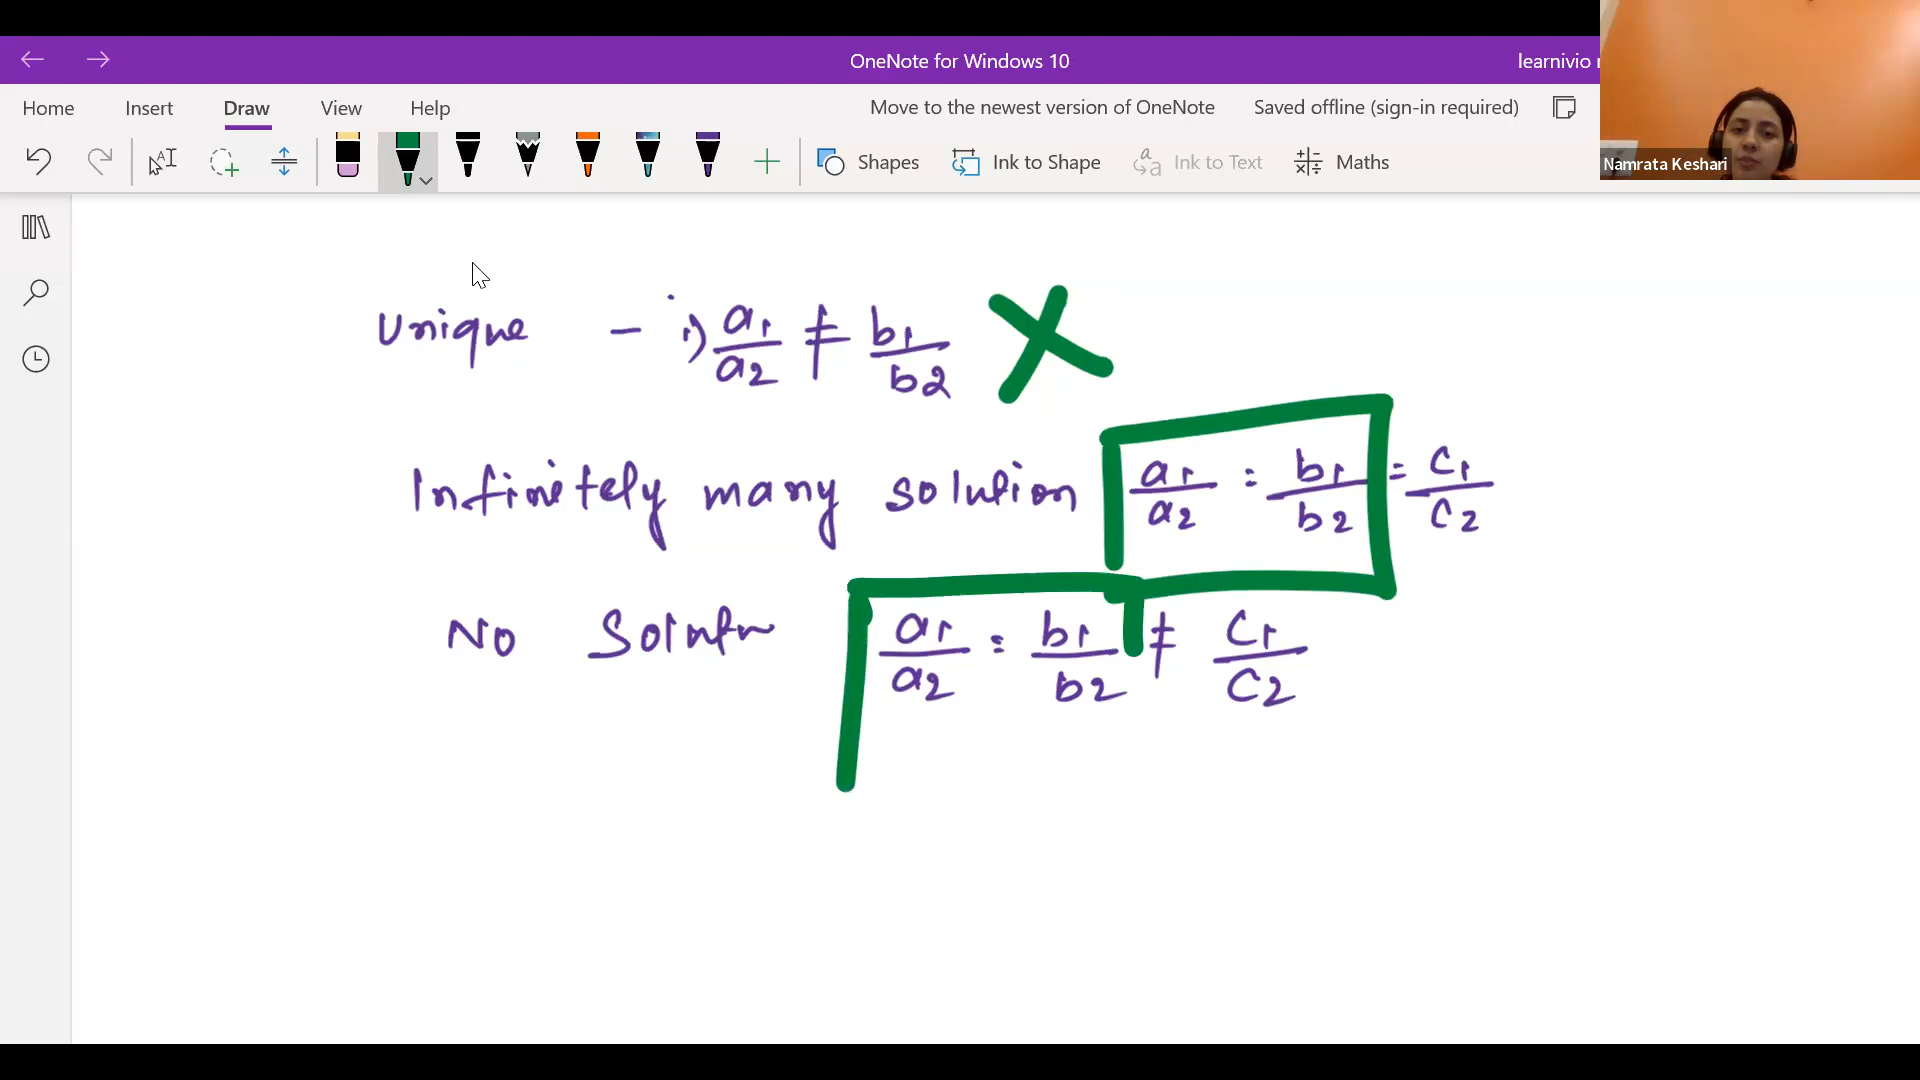 OneNote for Windows 10
learnivio
Home Insert Draw View Help
Move to the newest version of OneNote Saved offline (sign-in required)
Shapes Ink to Shape Ink to Text Maths
Namrata Keshari
Unique - i) a1/a2 ≠ b1/b2
Infinitely many solution a1/a2 = b1/b2 = c1/c2
No a1/a2 = b1/b2 ≠ c1/c2